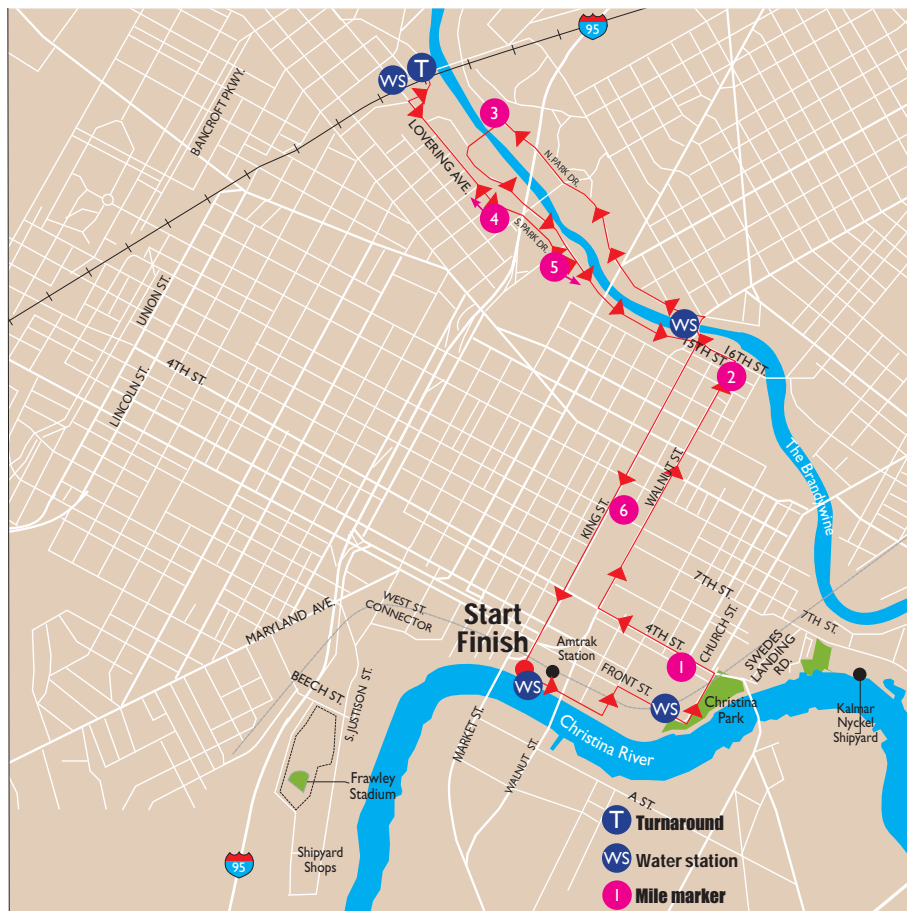 95
BANCROFT PKWY.
WS
T
3
N. PARK DR.
LOVERING AVE.
4
S. PARK DR.
5
UNION ST.
WS
15TH ST.
16TH ST.
2
4TH ST.
LINCOLN ST.
The Brandywine
WALNUT ST.
KING ST.
6
7TH ST.
WEST ST.
CONNECTOR
MARYLAND AVE.
Start
Finish
CHURCH ST.
7TH ST.
SWEDES
LANDING
RD.
4TH ST.
Amtrak
Station
1
BEECH ST.
S. JUSTISON ST.
WS
FRONT ST.
WS
Christina
Park
Kalmar
Nyckel
Shipyard
MARKET ST.
Christina River
WALNUT ST.
Frawley
Stadium
A ST.
T Turnaround
Shipyard
Shops
95
WS Water station
1 Mile marker